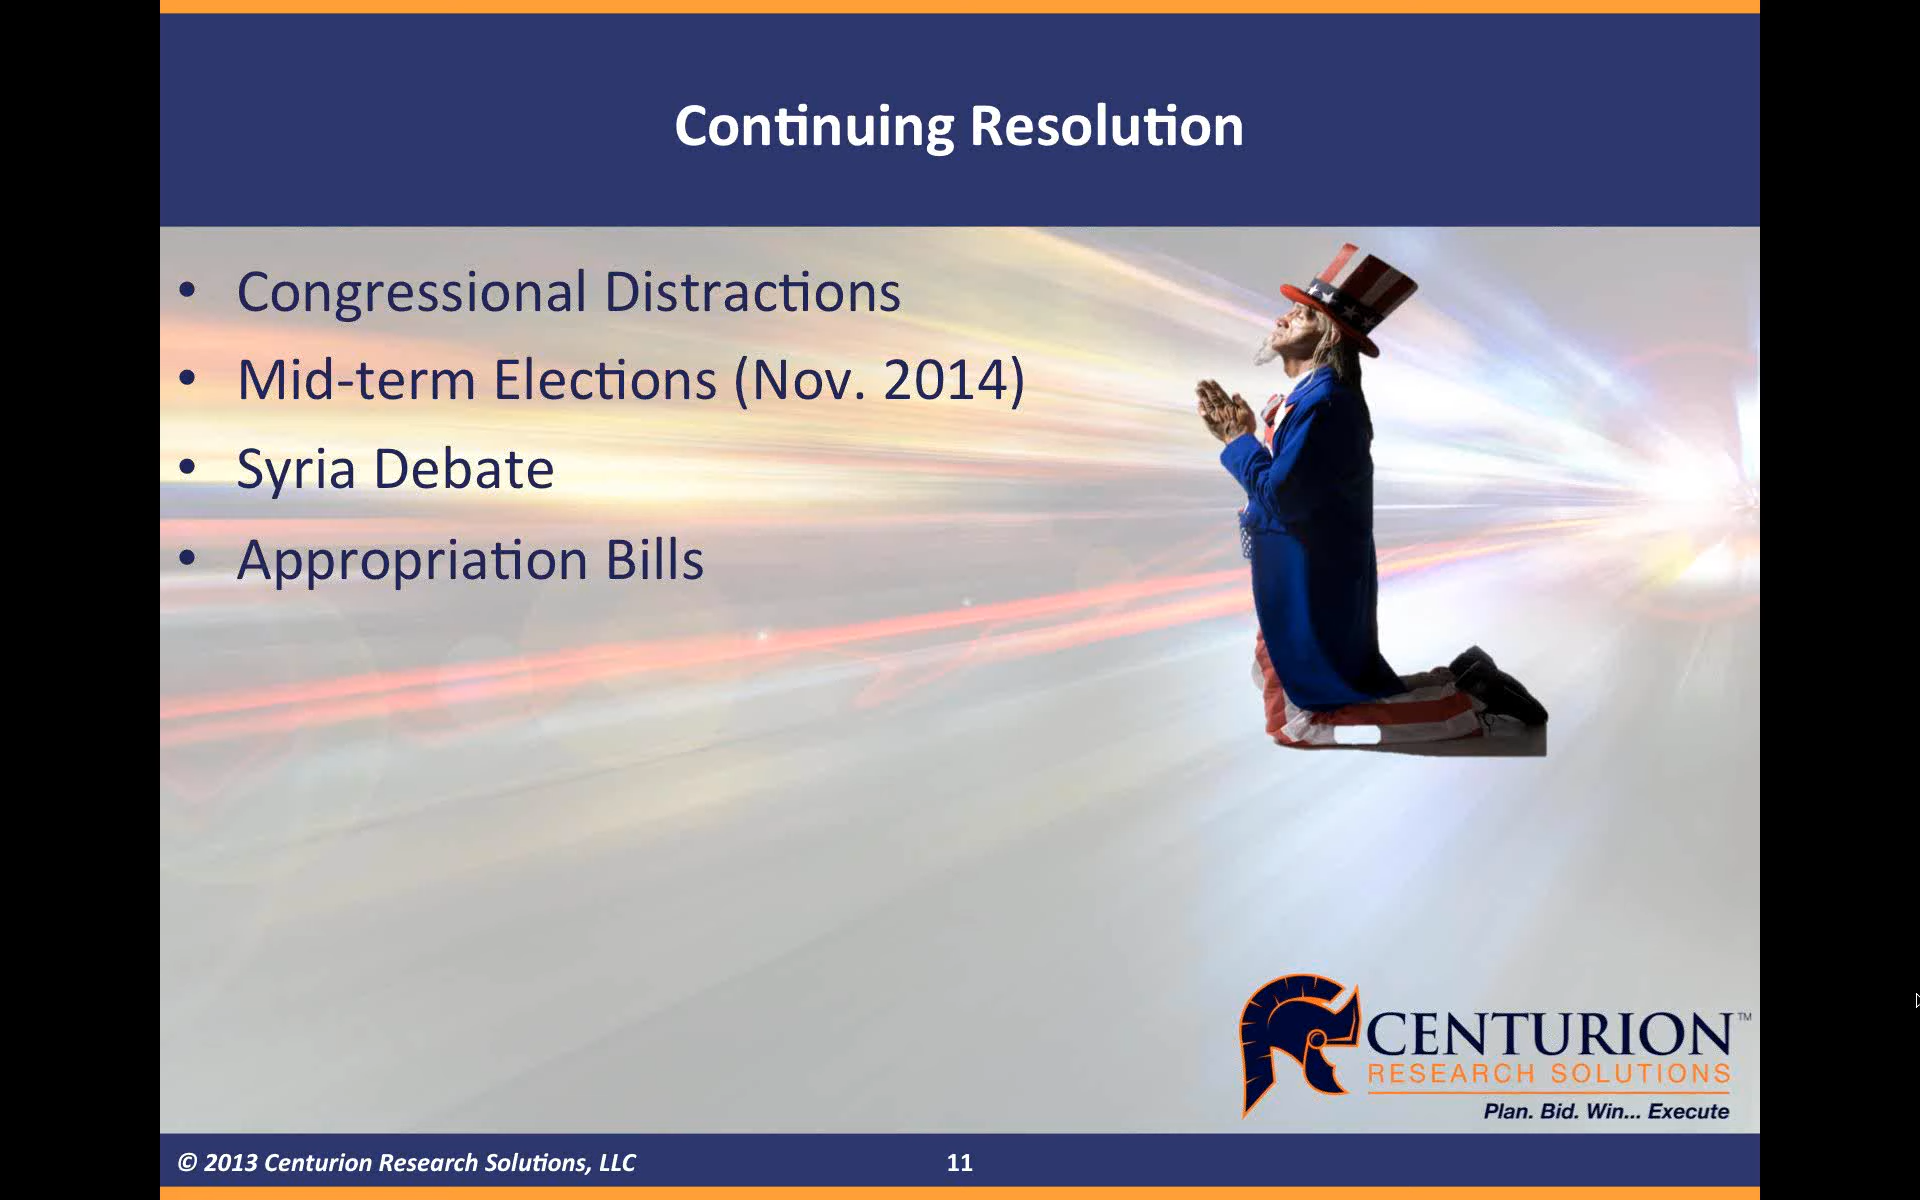 Continuing Resolution
• Congressional Distractions
• Mid-term Elections (Nov. 2014)
• Syria Debate
• Appropriation Bills
CENTURION™
RESEARCH SOLUTIONS
Plan. Bid. Win... Execute
© 2013 Centurion Research Solutions, LLC
11